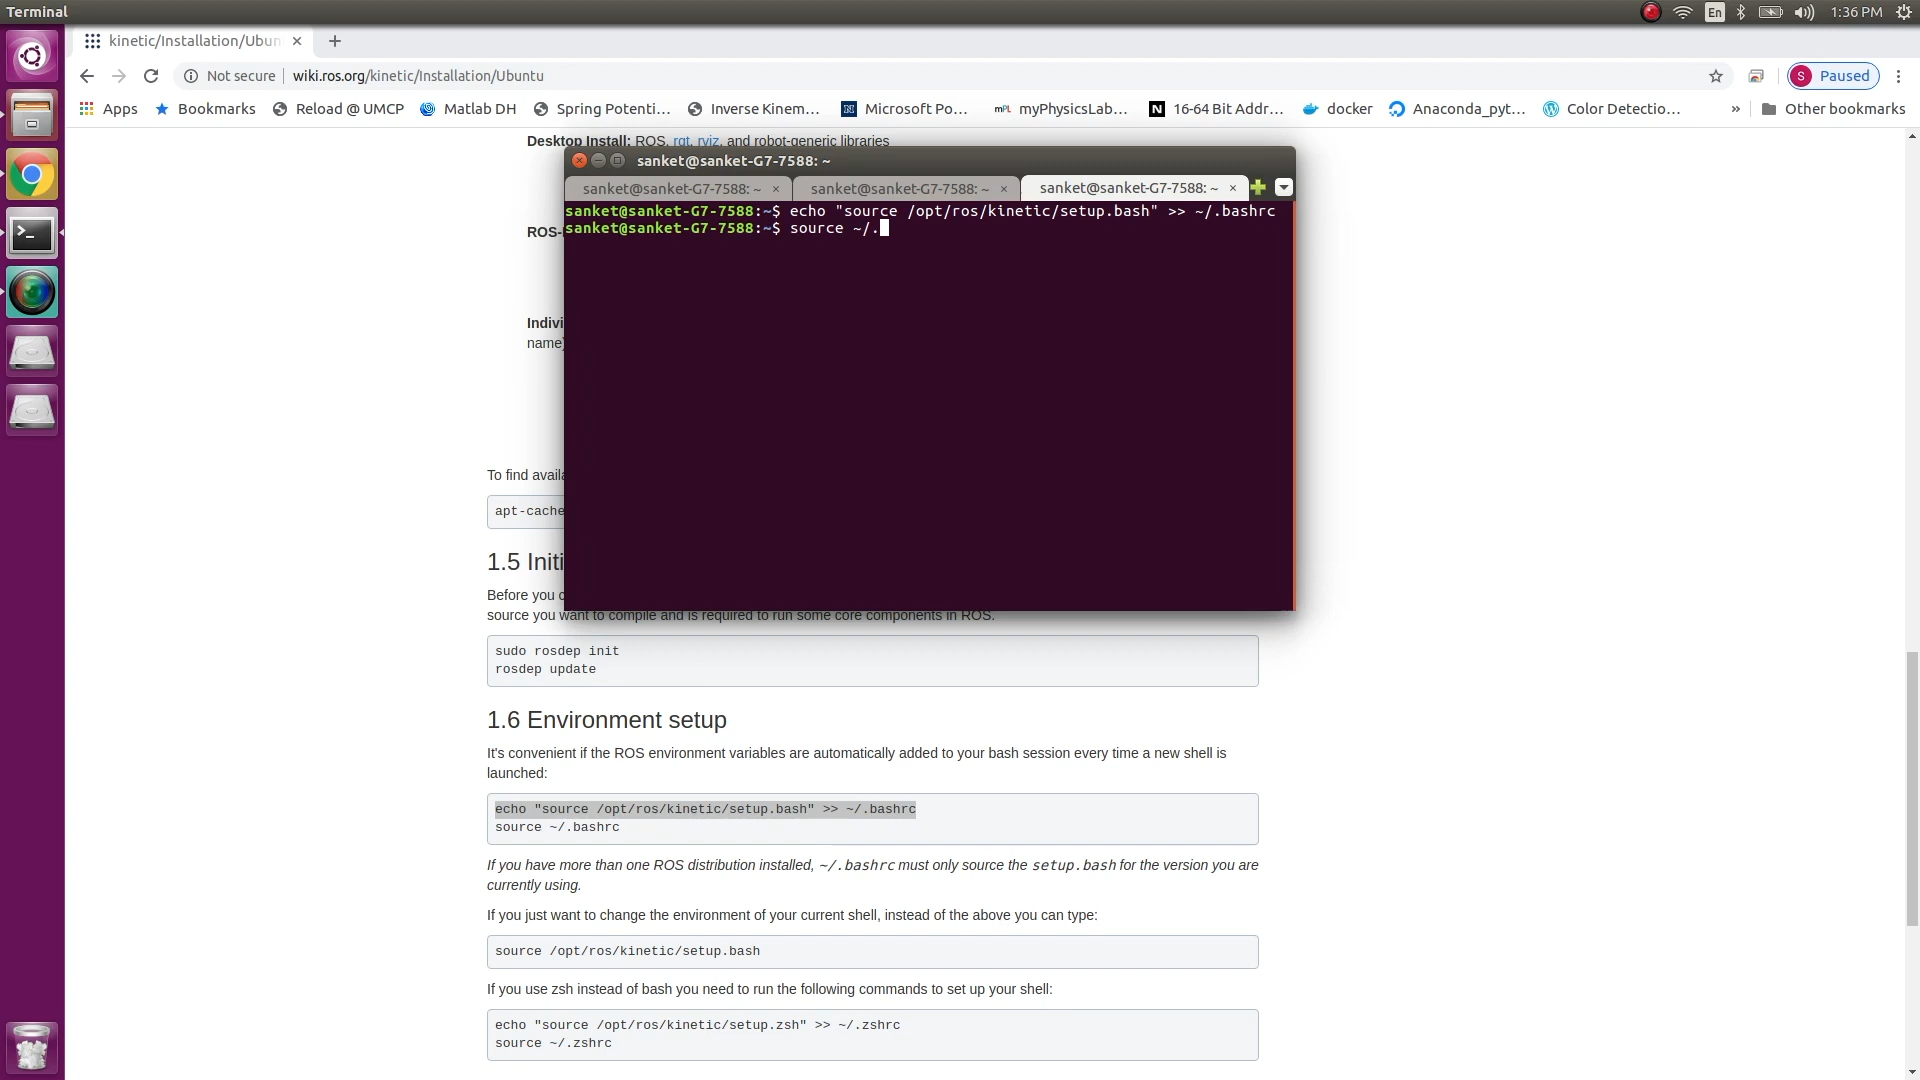 Terminal
En
1:36 PM
kinetic/Installation/Ubun
Not secure
wiki.ros.org/kinetic/Installation/Ubuntu
S Paused
Apps
Bookmarks
Reload @ UMCP
Matlab DH
Spring Potenti...
Inverse Kinem...
Microsoft Po...
mPL myPhysicsLab...
N 16-64 Bit Addr...
docker
Anaconda_pyt...
Color Detectio...
»
Other bookmarks
Desktop Install: ROS, rqt, rviz, and robot-generic libraries
sanket@sanket-G7-7588: ~
sanket@sanket-G7-7588: ~ ×
sanket@sanket-G7-7588: ~ ×
sanket@sanket-G7-7588: ~ ×
sanket@sanket-G7-7588:~$ echo "source /opt/ros/kinetic/setup.bash" >> ~/.bashrc
sanket@sanket-G7-7588:~$ source ~/.
ROS-
Indivi
name)
To find availa
apt-cache
1.5 Initi
Before you c
source you want to compile and is required to run some core components in ROS.
sudo rosdep init
rosdep update
1.6 Environment setup
It's convenient if the ROS environment variables are automatically added to your bash session every time a new shell is
launched:
echo "source /opt/ros/kinetic/setup.bash" >> ~/.bashrc
source ~/.bashrc
If you have more than one ROS distribution installed, ~/.bashrc must only source the setup.bash for the version you are
currently using.
If you just want to change the environment of your current shell, instead of the above you can type:
source /opt/ros/kinetic/setup.bash
If you use zsh instead of bash you need to run the following commands to set up your shell:
echo "source /opt/ros/kinetic/setup.zsh" >> ~/.zshrc
source ~/.zshrc